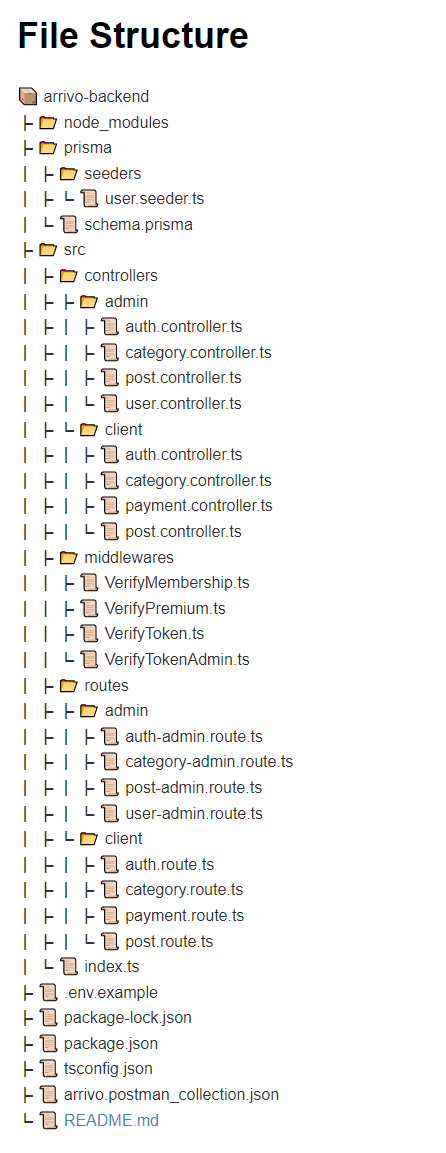 File Structure
arrivo-backend
├ node_modules
├ prisma
| ├ seeders
| ├ └ user.seeder.ts
| └ schema.prisma
├ src
| ├ controllers
| ├ ├ admin
| ├ | ├ auth.controller.ts
| ├ | ├ category.controller.ts
| ├ | ├ post.controller.ts
| ├ | └ user.controller.ts
| ├ └ client
| ├ | ├ auth.controller.ts
| ├ | ├ category.controller.ts
| ├ | ├ payment.controller.ts
| ├ | └ post.controller.ts
| ├ middlewares
| | ├ VerifyMembership.ts
| | ├ VerifyPremium.ts
| | ├ VerifyToken.ts
| | └ VerifyTokenAdmin.ts
| ├ routes
| ├ ├ admin
| ├ | ├ auth-admin.route.ts
| ├ | ├ category-admin.route.ts
| ├ | ├ post-admin.route.ts
| ├ | └ user-admin.route.ts
| ├ └ client
| ├ | ├ auth.route.ts
| ├ | ├ category.route.ts
| ├ | ├ payment.route.ts
| ├ | └ post.route.ts
| └ index.ts
├ .env.example
├ package-lock.json
├ package.json
├ tsconfig.json
├ arrivo.postman_collection.json
└ README.md